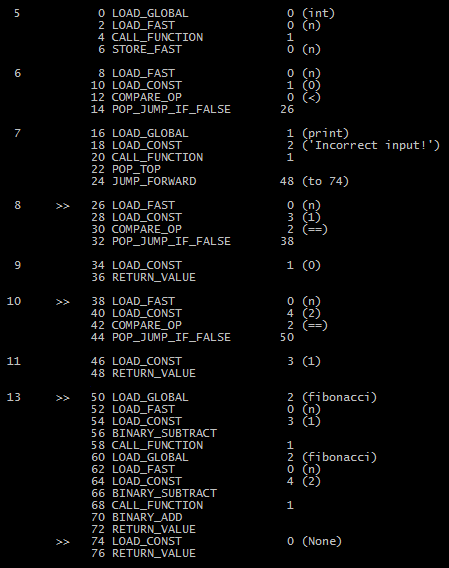 5 0 LOAD_GLOBAL 0 (int)
2 LOAD_FAST 0 (n)
4 CALL_FUNCTION 1
6 STORE_FAST 0 (n)
6 8 LOAD_FAST 0 (n)
10 LOAD_CONST 1 (0)
12 COMPARE_OP 0 (<)
14 POP_JUMP_IF_FALSE 26
7 16 LOAD_GLOBAL 1 (print)
18 LOAD_CONST 2 ('Incorrect input!')
20 CALL_FUNCTION 1
22 POP_TOP
24 JUMP_FORWARD 48 (to 74)
8 >> 26 LOAD_FAST 0 (n)
28 LOAD_CONST 3 (1)
30 COMPARE_OP 2 (==)
32 POP_JUMP_IF_FALSE 38
9 34 LOAD_CONST 1 (0)
36 RETURN_VALUE
10 >> 38 LOAD_FAST 0 (n)
40 LOAD_CONST 4 (2)
42 COMPARE_OP 2 (==)
44 POP_JUMP_IF_FALSE 50
11 46 LOAD_CONST 3 (1)
48 RETURN_VALUE
13 >> 50 LOAD_GLOBAL 2 (fibonacci)
52 LOAD_FAST 0 (n)
54 LOAD_CONST 3 (1)
56 BINARY_SUBTRACT
58 CALL_FUNCTION 1
60 LOAD_GLOBAL 2 (fibonacci)
62 LOAD_FAST 0 (n)
64 LOAD_CONST 4 (2)
66 BINARY_SUBTRACT
68 CALL_FUNCTION 1
70 BINARY_ADD
72 RETURN_VALUE
>> 74 LOAD_CONST 0 (None)
76 RETURN_VALUE